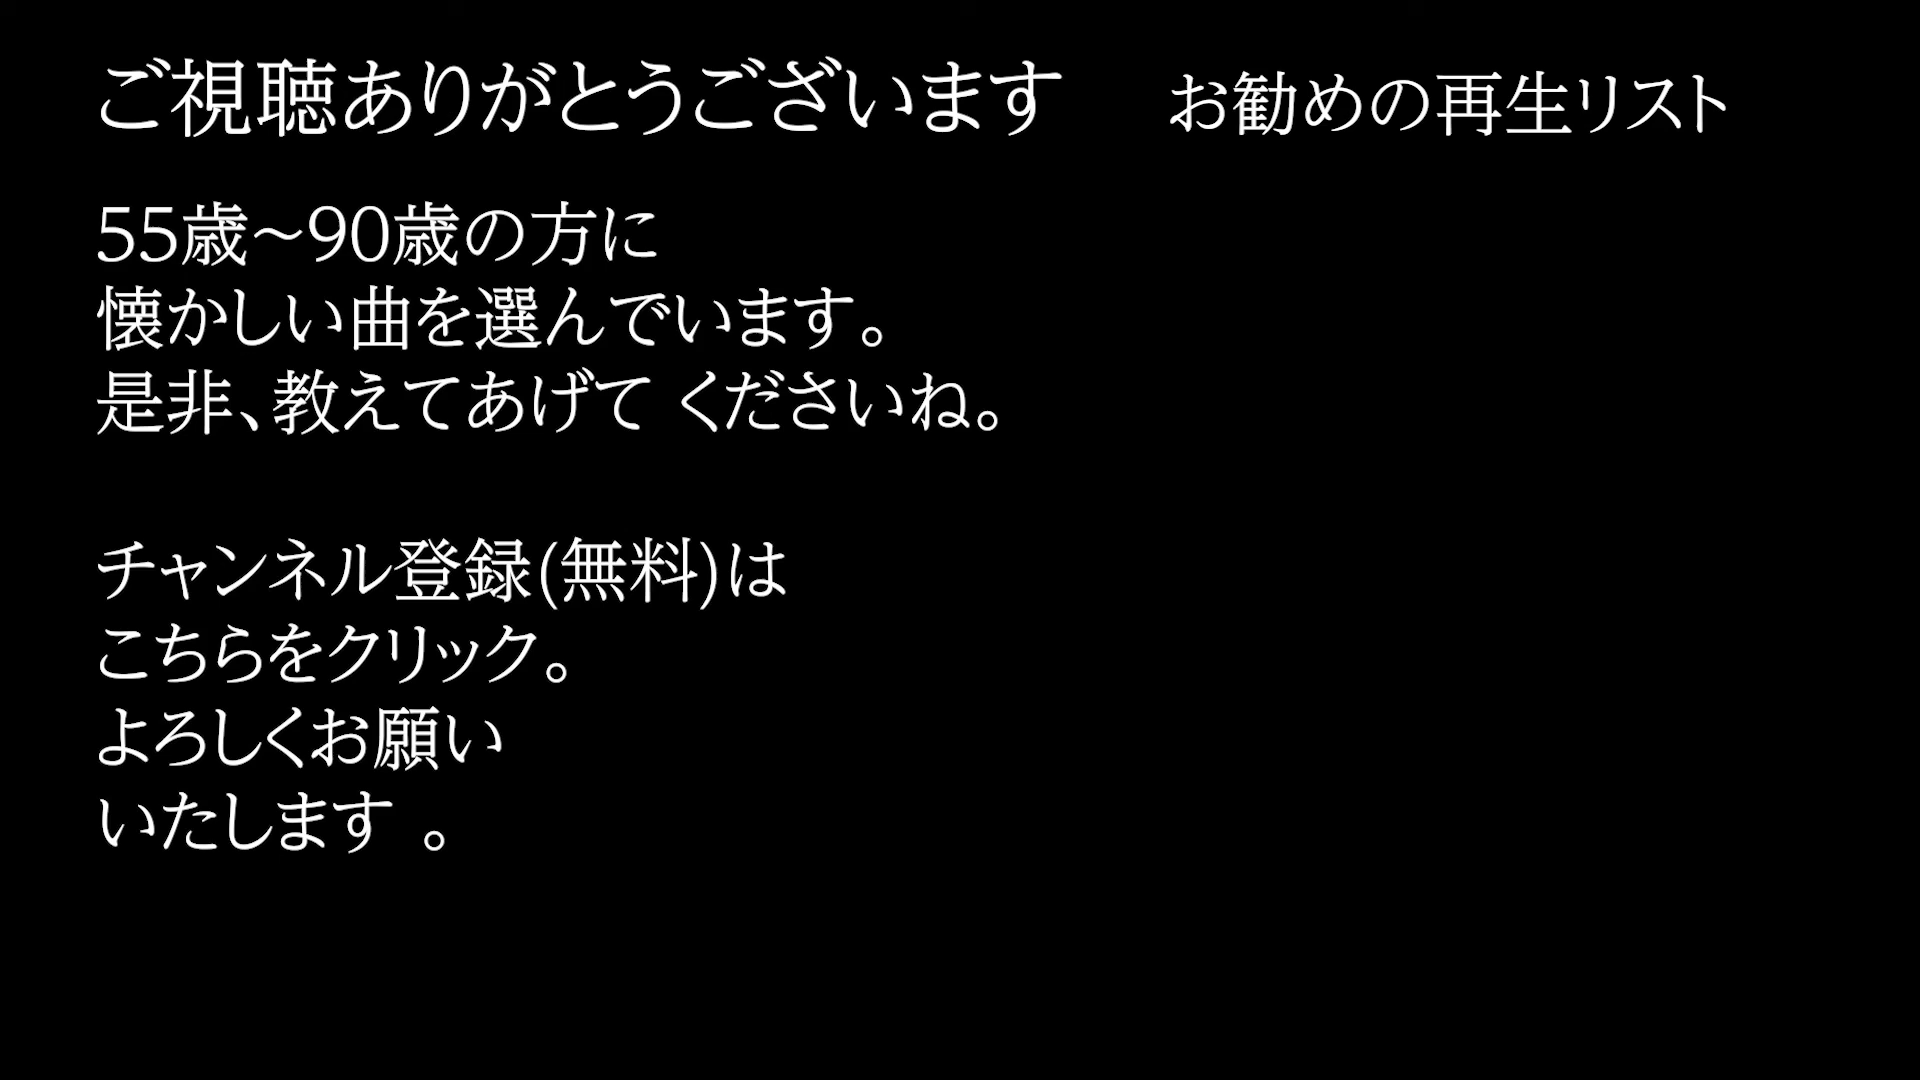 ご視聴ありがとうございます
お勧めの再生リスト
55歳～90歳の方に
懐かしい曲を選んでいます。
是非、教えてあげて くださいね。
チャンネル登録(無料)は
こちらをクリック。
よろしくお願い
いたします 。